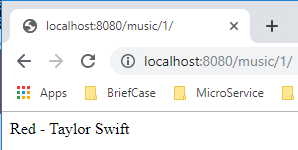 localhost:8080/music/1/
localhost:8080/music/1/
Apps BriefCase MicroService
Red - Taylor Swift